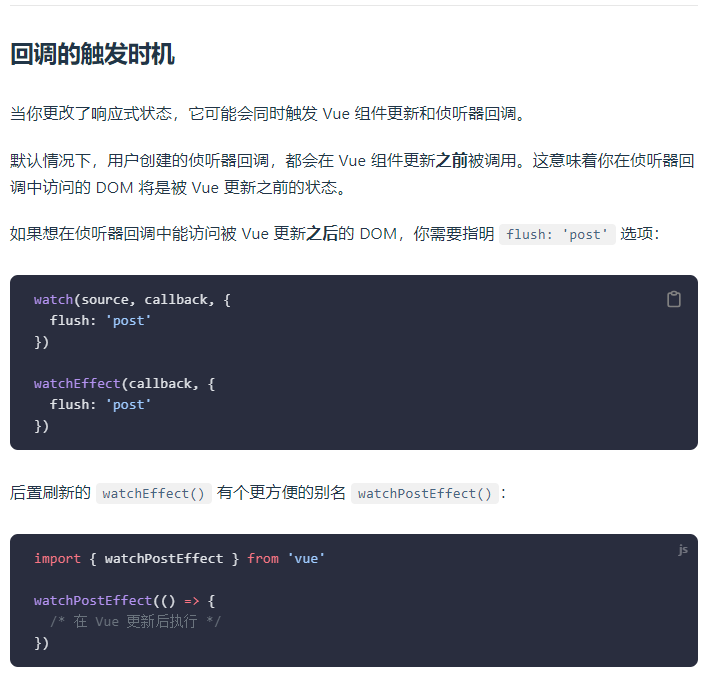 回调的触发时机
当你更改了响应式状态，它可能会同时触发 Vue 组件更新和侦听器回调。
默认情况下，用户创建的侦听器回调，都会在 Vue 组件更新之前被调用。这意味着你在侦听器回
调中访问的 DOM 将是被 Vue 更新之前的状态。
如果想在侦听器回调中能访问被 Vue 更新之后的 DOM，你需要指明 flush: 'post' 选项：
watch(source, callback, {
  flush: 'post'
})

watchEffect(callback, {
  flush: 'post'
})
后置刷新的 watchEffect() 有个更方便的别名 watchPostEffect()：
js
import { watchPostEffect } from 'vue'

watchPostEffect(() => {
  /* 在 Vue 更新后执行 */
})